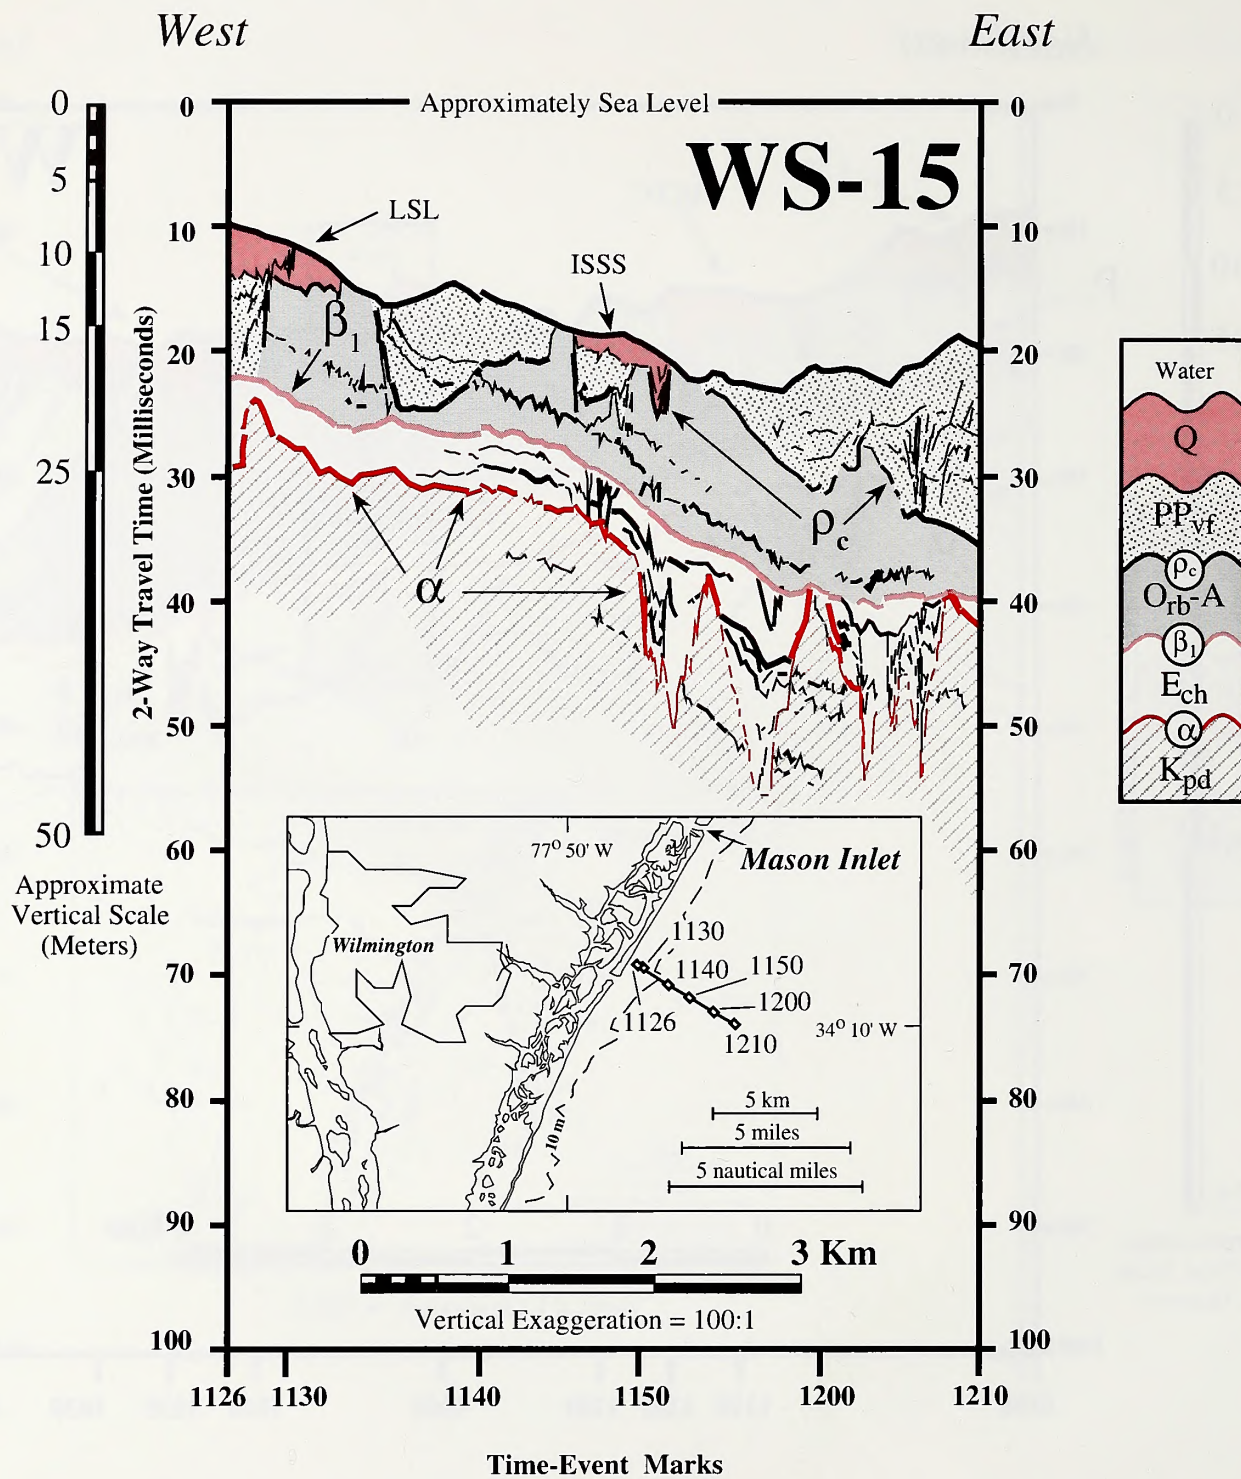 West
East
0
5
10
15
25
50
Approximate
Vertical Scale
(Meters)
2-Way Travel Time (Milliseconds)
0
10
20
30
40
50
60
70
80
90
100
Approximately Sea Level
WS-15
LSL
ISSS
β1
ρc
α
0
10
20
30
40
50
60
70
80
90
100
Water
Q
PPvf
ρc
Orb-A
β1
Ech
α
Kpd
77° 50' W
Mason Inlet
Wilmington
1130
1140
1150
1200
1126
1210
34° 10' W
10 m
5 km
5 miles
5 nautical miles
0 1 2 3 Km
Vertical Exaggeration = 100:1
1126 1130 1140 1150 1200 1210
Time-Event Marks